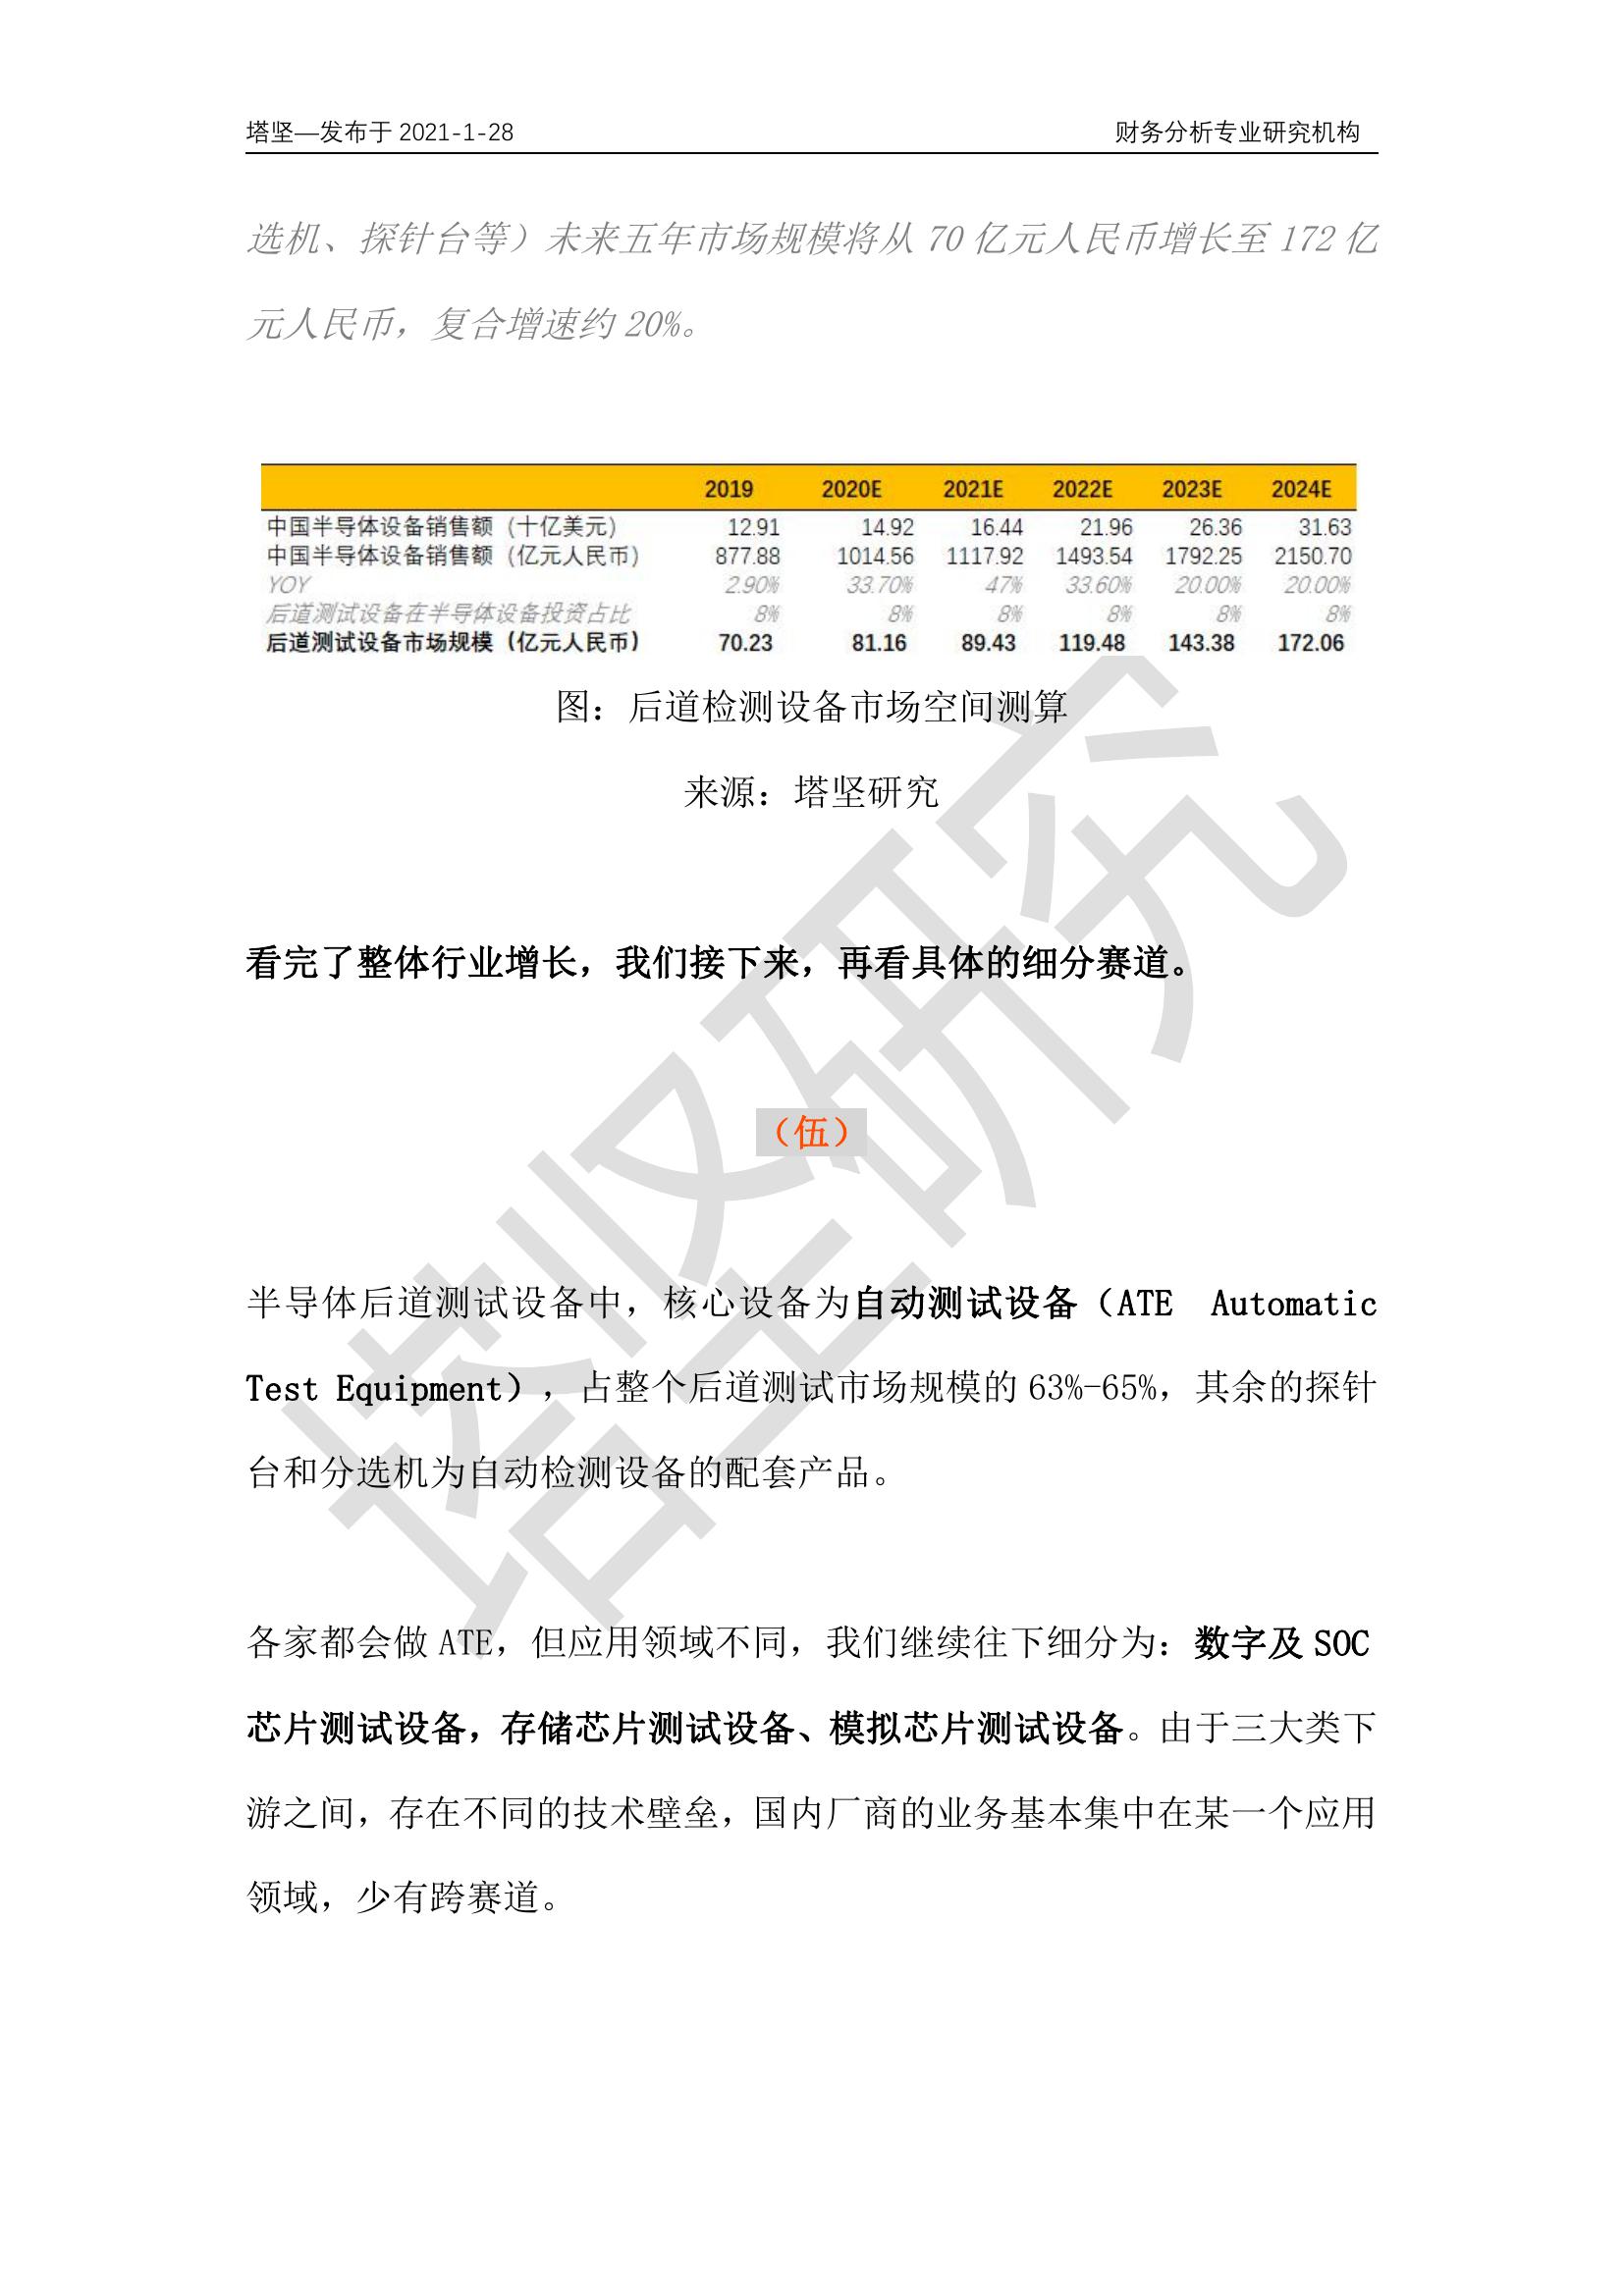 塔坚—发布于 2021-1-28 财务分析专业研究机构
选机、探针台等）未来五年市场规模将从 70 亿元人民币增长至 172 亿
元人民币，复合增速约 20%。
2019 2020E 2021E 2022E 2023E 2024E
中国半导体设备销售额（十亿美元） 12.91 14.92 16.44 21.96 26.36 31.63
中国半导体设备销售额（亿元人民币） 877.88 1014.56 1117.92 1493.54 1792.25 2150.70
YOY 2.90% 33.70% 47% 33.60% 20.00% 20.00%
后道测试设备在半导体设备投资占比 8% 8% 8% 8% 8% 8%
后道测试设备市场规模（亿元人民币） 70.23 81.16 89.43 119.48 143.38 172.06
图：后道检测设备市场空间测算
来源：塔坚研究
看完了整体行业增长，我们接下来，再看具体的细分赛道。
（伍）
半导体后道测试设备中，核心设备为自动测试设备（ATE Automatic
Test Equipment），占整个后道测试市场规模的 63%-65%，其余的探针
台和分选机为自动检测设备的配套产品。
各家都会做 ATE，但应用领域不同，我们继续往下细分为：数字及 SOC
芯片测试设备，存储芯片测试设备、模拟芯片测试设备。由于三大类下
游之间，存在不同的技术壁垒，国内厂商的业务基本集中在某一个应用
领域，少有跨赛道。
塔坚研究